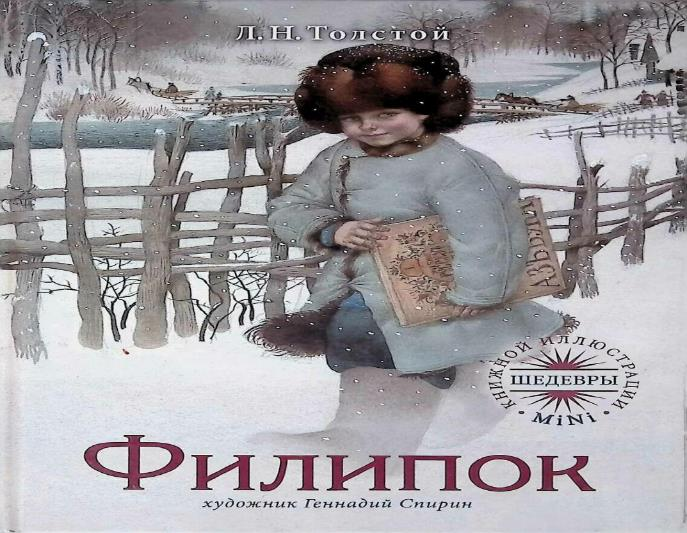 Л. Н. Толстой
АЗБУКА
КНИЖНОЙ ИЛЛЮСТРАЦИИ
ШЕДЕВРЫ
MiNi
Филипок
художник Геннадий Спирин